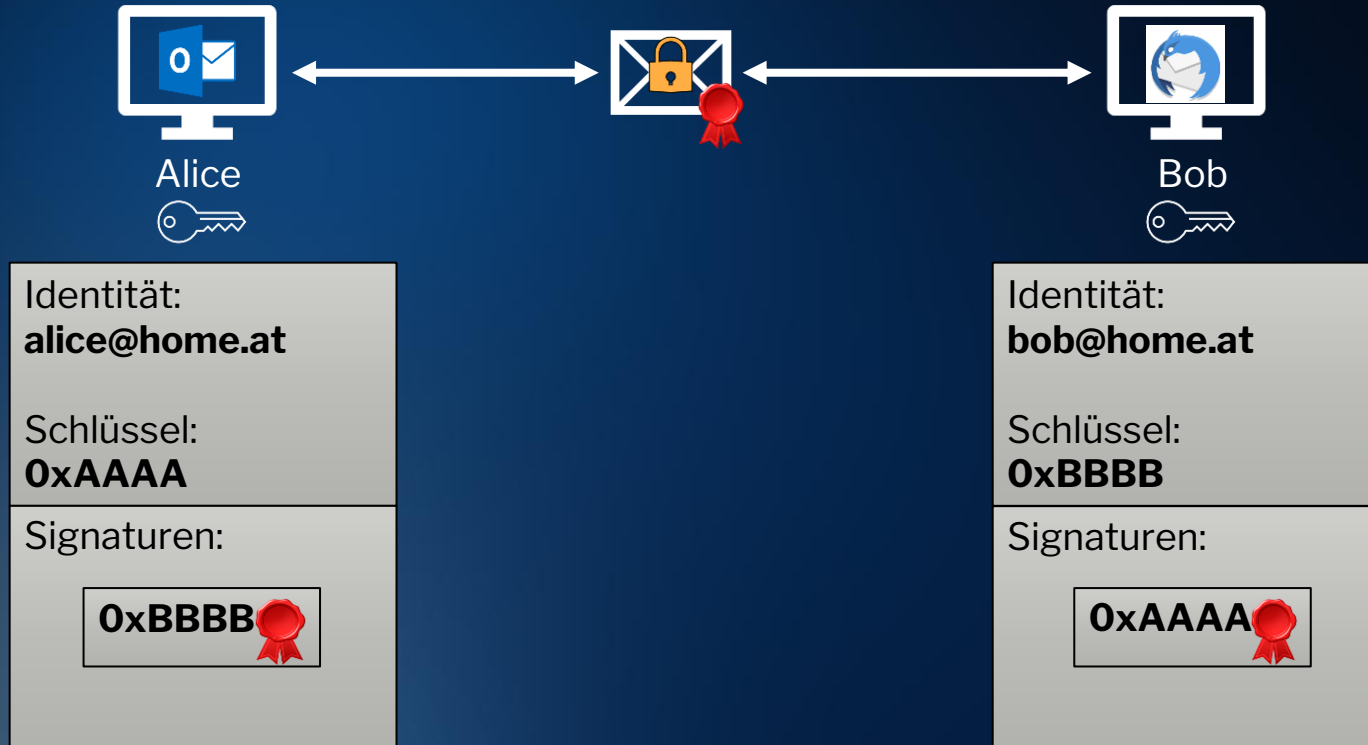 Alice
Bob
Identität:
alice@home.at
Schlüssel:
0xAAAA
Signaturen:
0xBBBB
Identität:
bob@home.at
Schlüssel:
0xBBBB
Signaturen:
0xAAAA